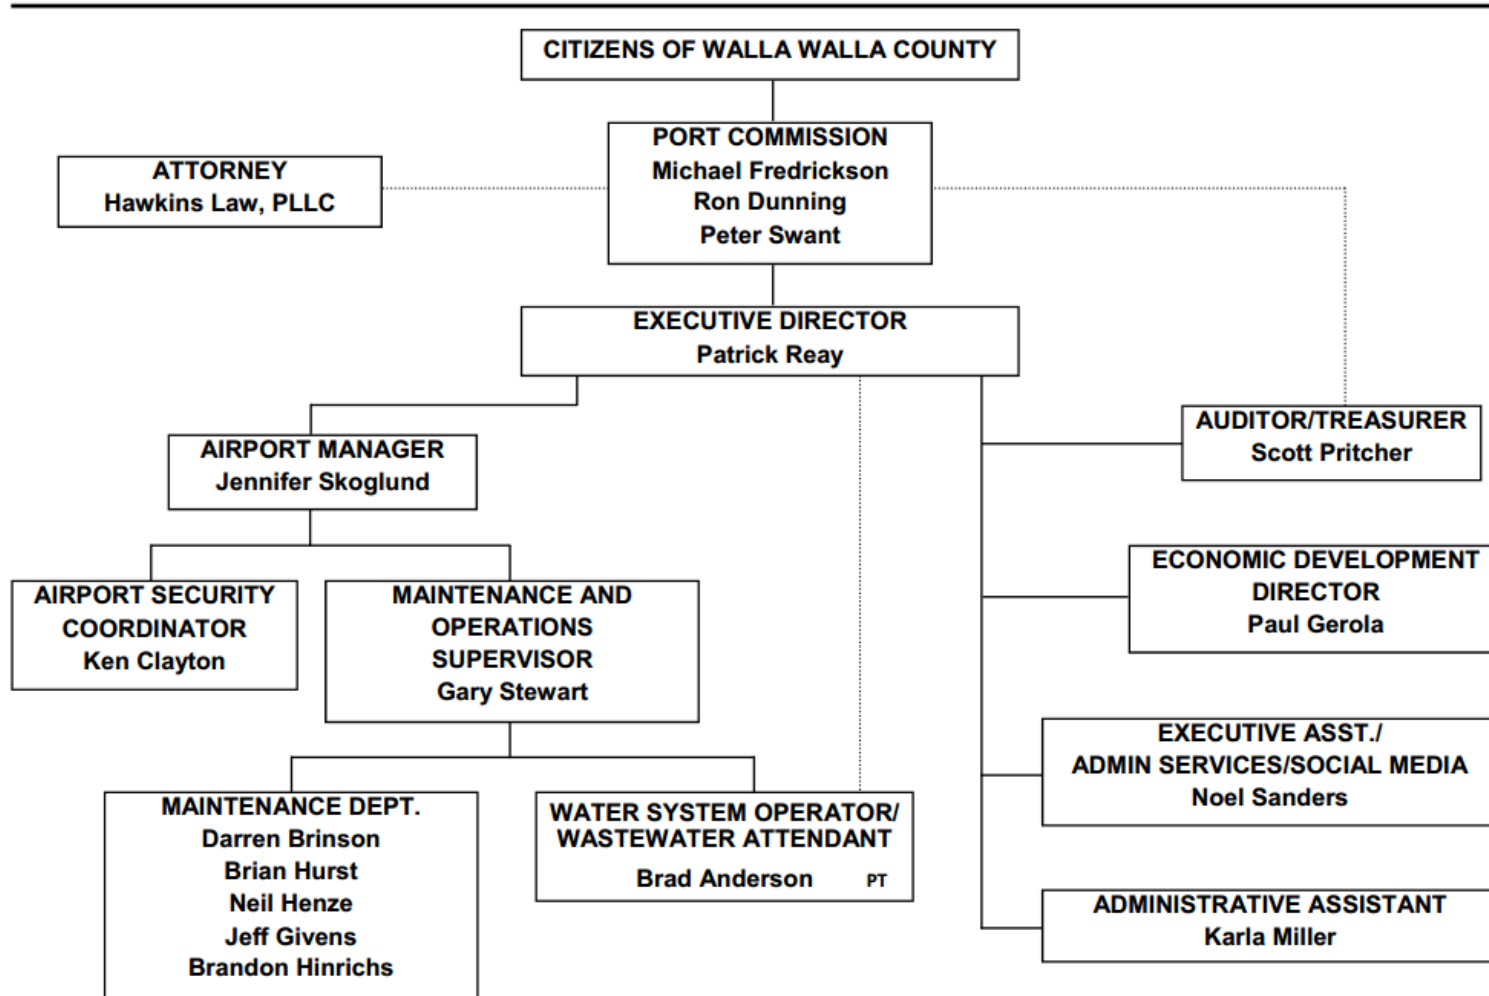 CITIZENS OF WALLA WALLA COUNTY
PORT COMMISSION
Michael Fredrickson
Ron Dunning
Peter Swant
ATTORNEY
Hawkins Law, PLLC
EXECUTIVE DIRECTOR
Patrick Reay
AUDITOR/TREASURER
Scott Pritcher
AIRPORT MANAGER
Jennifer Skoglund
ECONOMIC DEVELOPMENT
DIRECTOR
Paul Gerola
AIRPORT SECURITY
COORDINATOR
Ken Clayton
MAINTENANCE AND
OPERATIONS
SUPERVISOR
Gary Stewart
EXECUTIVE ASST./
ADMIN SERVICES/SOCIAL MEDIA
Noel Sanders
MAINTENANCE DEPT.
Darren Brinson
Brian Hurst
Neil Henze
Jeff Givens
Brandon Hinrichs
WATER SYSTEM OPERATOR/
WASTEWATER ATTENDANT
Brad Anderson PT
ADMINISTRATIVE ASSISTANT
Karla Miller